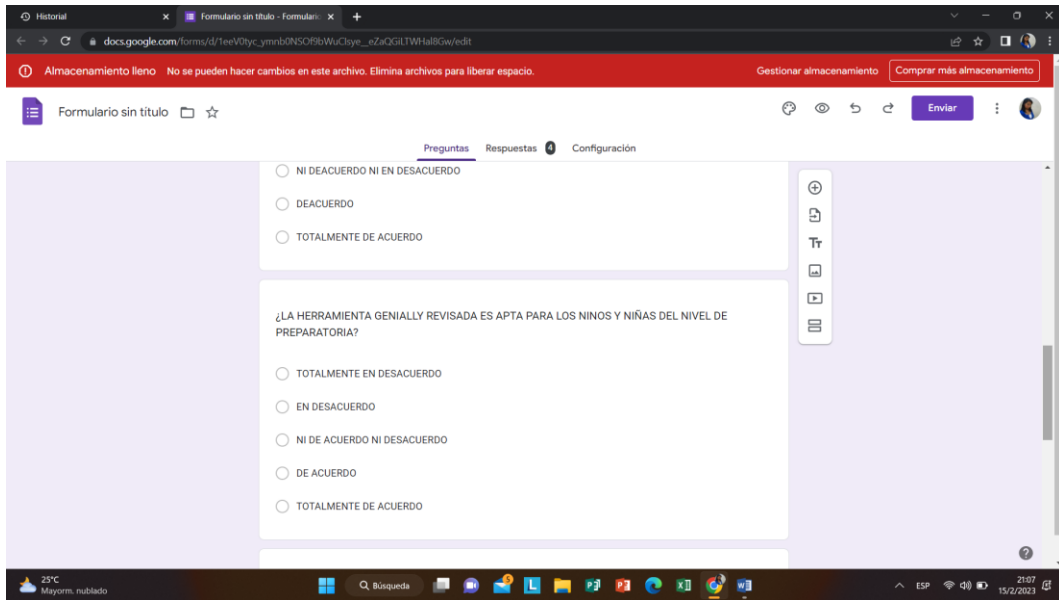 Historial
Formulario sin título - Formulario
docs.google.com/forms/d/1eeV0tyc_ymnb0NSOf9bWuClsye_eZaQGiLTWHal8Gw/edit
Almacenamiento lleno No se pueden hacer cambios en este archivo. Elimina archivos para liberar espacio. Gestionar almacenamiento Comprar más almacenamiento
Formulario sin título Enviar
Preguntas Respuestas 4 Configuración
NI DEACUERDO NI EN DESACUERDO
DEACUERDO
TOTALMENTE DE ACUERDO
¿LA HERRAMIENTA GENIALLY REVISADA ES APTA PARA LOS NINOS Y NIÑAS DEL NIVEL DE
PREPARATORIA?
TOTALMENTE EN DESACUERDO
EN DESACUERDO
NI DE ACUERDO NI DESACUERDO
DE ACUERDO
TOTALMENTE DE ACUERDO
25°C
Mayorm. nublado
Búsqueda
ESP
21:07
15/2/2023